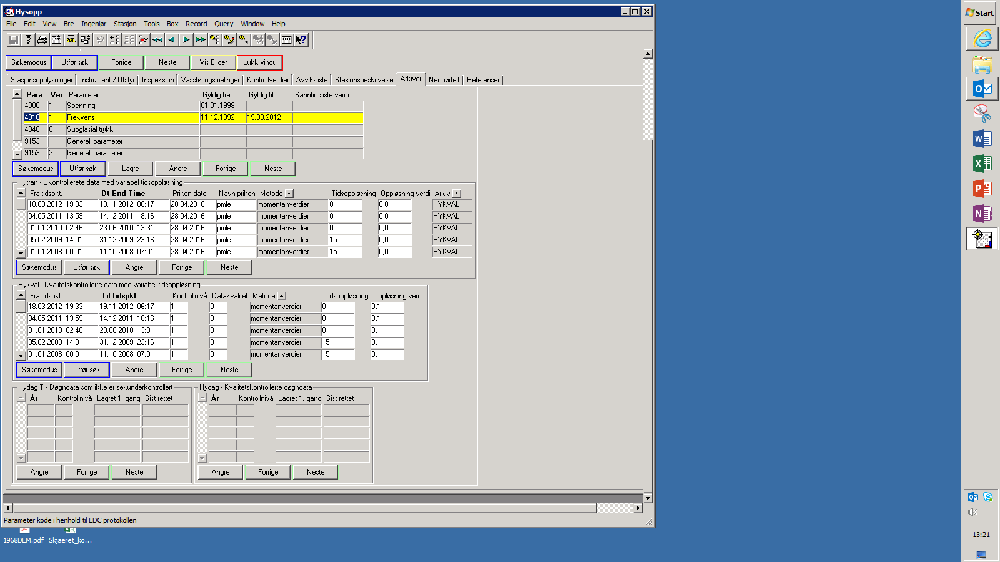 Hysopp
File Edit View Bre Ingeniør Stasjon Tools Box Record Query Window Help
Søkemodus Utfør søk Forrige Neste Vis Bilder Lukk vindu
Stasjonsopplysninger Instrument / Utstyr Inspeksjon Vassføringsmålinger Kontrollverdier Avviksliste Stasjonsbeskrivelse Arkiver Nedbørfelt Referanser
Para Ver Parameter Gyldig fra Gyldig til Sanntid siste verdi
4000 1 Spenning 01.01.1998
4010 1 Frekvens 11.12.1992 19.03.2012
4040 0 Subglasial trykk
9153 1 Generell parameter
9153 2 Generell parameter
Søkemodus Utfør søk Lagre Angre Forrige Neste
Hytran - Ukontrollerete data med variabel tidsoppløsning
Fra tidspkt. Dt End Time Prikon dato Navn prikon Metode Tidsoppløsning Oppløsning verdi Arkiv
18.03.2012 19:33 19.11.2012 06:17 28.04.2016 pmle momentanverdier 0 0,0 HYKVAL
04.05.2011 13:59 14.12.2011 18:16 28.04.2016 pmle momentanverdier 0 0,0 HYKVAL
01.01.2010 02:46 23.06.2010 13:31 28.04.2016 pmle momentanverdier 0 0,0 HYKVAL
05.02.2009 14:01 31.12.2009 23:16 28.04.2016 pmle momentanverdier 15 0,0 HYKVAL
01.01.2008 00:01 11.10.2008 07:01 28.04.2016 pmle momentanverdier 15 0,0 HYKVAL
Søkemodus Utfør søk Angre Forrige Neste
Hykval - Kvalitetskontrollerte data med variabel tidsoppløsning
Fra tidspkt. Til tidspkt. Kontrollnivå Datakvalitet Metode Tidsoppløsning Oppløsning verdi
18.03.2012 19:33 19.11.2012 06:17 1 0 momentanverdier 0 0,1
04.05.2011 13:59 14.12.2011 18:16 1 0 momentanverdier 0 0,1
01.01.2010 02:46 23.06.2010 13:31 1 0 momentanverdier 0 0,1
05.02.2009 14:01 31.12.2009 23:16 1 0 momentanverdier 15 0,1
01.01.2008 00:01 11.10.2008 07:01 1 0 momentanverdier 15 0,1
Søkemodus Utfør søk Angre Forrige Neste
Hydag T - Døgndata som ikke er sekunderkontrollert
År Kontrollnivå Lagret 1. gang Sist rettet
Angre Forrige Neste
Hydag - Kvalitetskontrollerte døgndata
År Kontrollnivå Lagret 1. gang Sist rettet
Angre Forrige Neste
Parameter kode i henhold til EDC protokollen
1968DEM.pdf Skjaeret_ko...
Start
13:21